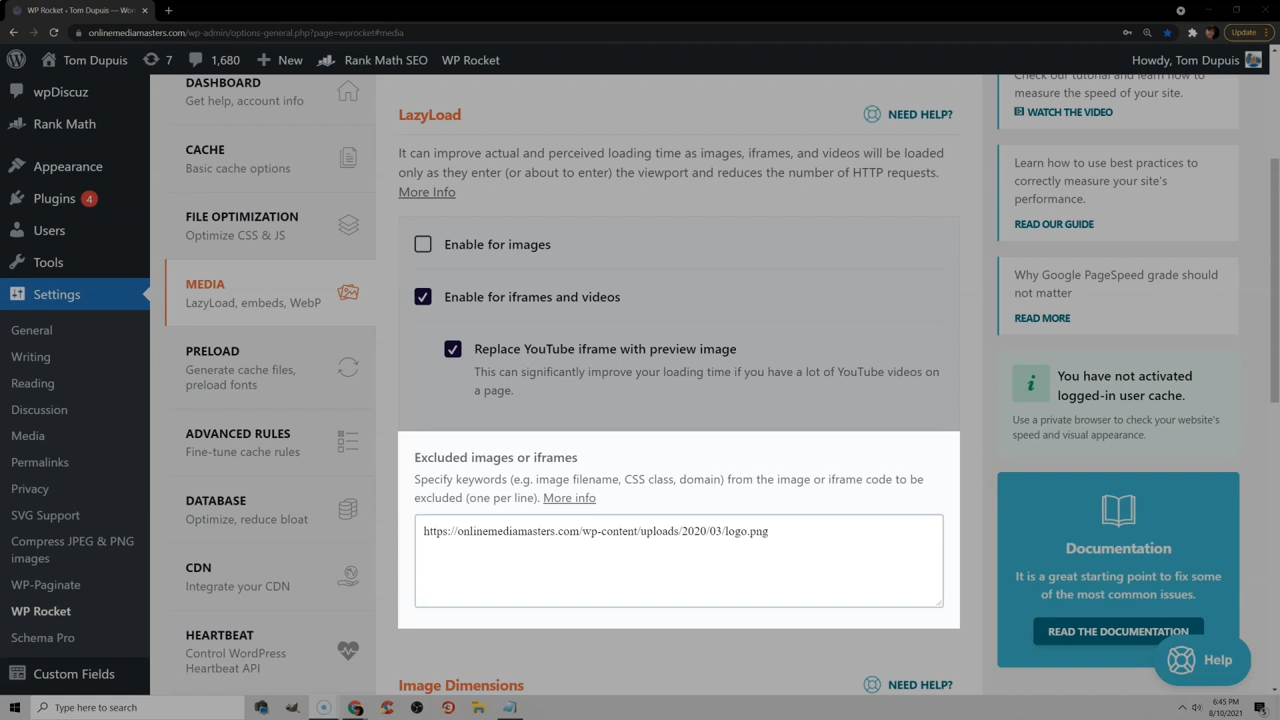 WP Rocket • Tom Dupuis — Wor
onlinemediamasters.com/wp-admin/options-general.php?page=wprocket#media
Update
Tom Dupuis
7
1,680
New
Rank Math SEO
WP Rocket
Howdy, Tom Dupuis
wpDiscuz
Rank Math
Appearance
Plugins 4
Users
Tools
Settings
General
Writing
Reading
Discussion
Media
Permalinks
Privacy
SVG Support
Compress JPEG & PNG
images
WP-Paginate
WP Rocket
Schema Pro
Custom Fields
DASHBOARD
Get help, account info
CACHE
Basic cache options
FILE OPTIMIZATION
Optimize CSS & JS
MEDIA
LazyLoad, embeds, WebP
PRELOAD
Generate cache files,
preload fonts
ADVANCED RULES
Fine-tune cache rules
DATABASE
Optimize, reduce bloat
CDN
Integrate your CDN
HEARTBEAT
Control WordPress
Heartbeat API
LazyLoad
NEED HELP?
It can improve actual and perceived loading time as images, iframes, and videos will be loaded
only as they enter (or about to enter) the viewport and reduces the number of HTTP requests.
More Info
Enable for images
Enable for iframes and videos
Replace YouTube iframe with preview image
This can significantly improve your loading time if you have a lot of YouTube videos on
a page.
Excluded images or iframes
Specify keywords (e.g. image filename, CSS class, domain) from the image or iframe code to be
excluded (one per line). More info
https://onlinemediamasters.com/wp-content/uploads/2020/03/logo.png
Image Dimensions
NEED HELP?
Check our tutorial and learn how to
measure the speed of your site.
WATCH THE VIDEO
Learn how to use best practices to
correctly measure your site's
performance.
READ OUR GUIDE
Why Google PageSpeed grade should
not matter
READ MORE
You have not activated
logged-in user cache.
Use a private browser to check your website's
speed and visual appearance.
Documentation
It is a great starting point to fix some
of the most common issues.
READ THE DOCUMENTATION
Help
Type here to search
6:45 PM
8/10/2021